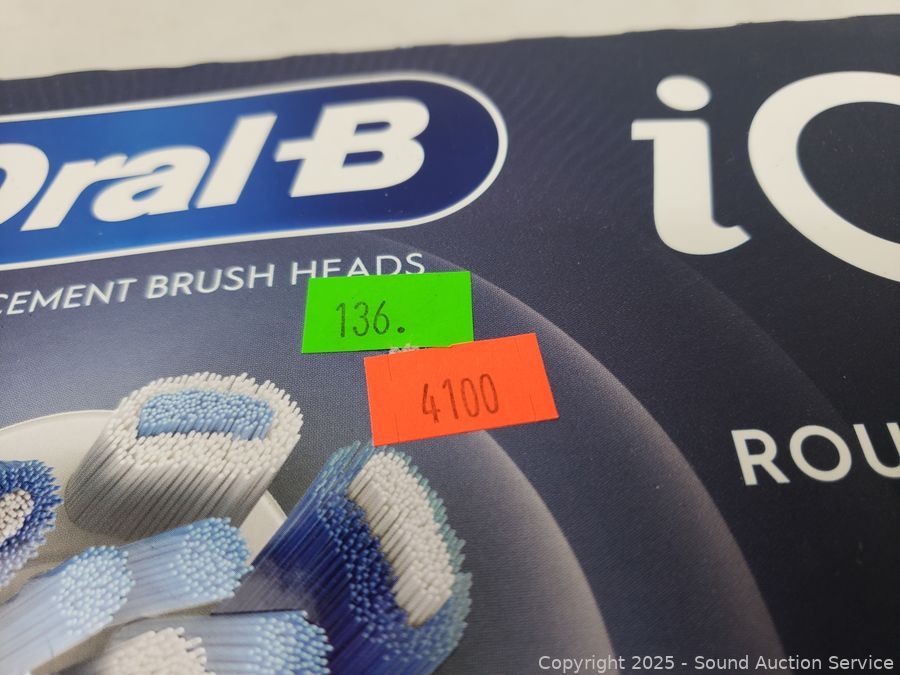 Oral-B
iO
CEMENT BRUSH HEADS
136.
4100
ROU
Copyright 2025 - Sound Auction Service